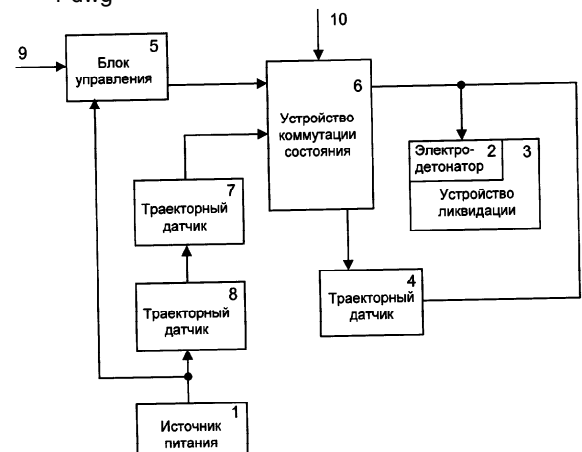 10
9
5
Блок
управления
6
Устройство
коммутации
состояния
Электро-
детонатор
2
3
Устройство
ликвидации
7
Траекторный
датчик
8
Траекторный
датчик
4
Траекторный
датчик
1
Источник
питания